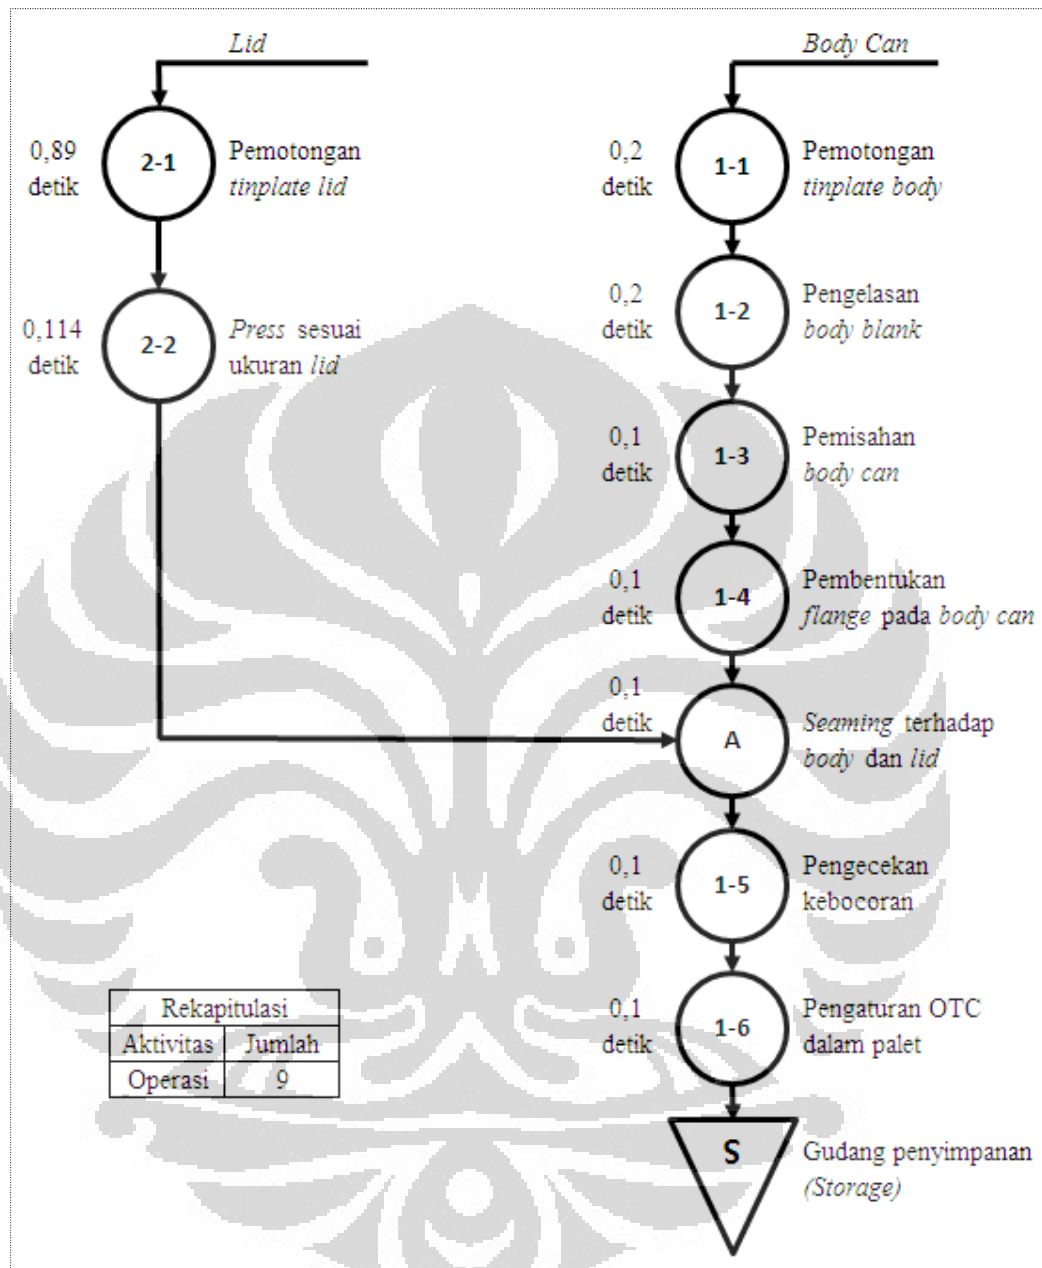 Lid
0,89
detik
2-1
Pemotongan
tinplate lid
0,114
detik
2-2
Press sesuai
ukuran lid
Body Can
0,2
detik
1-1
Pemotongan
tinplate body
0,2
detik
1-2
Pengelasan
body blank
0,1
detik
1-3
Pemisahan
body can
0,1
detik
1-4
Pembentukan
flange pada body can
0,1
detik
A
Seaming terhadap
body dan lid
0,1
detik
1-5
Pengecekan
kebocoran
0,1
detik
1-6
Pengaturan OTC
dalam palet
S
Gudang penyimpanan
(Storage)
Rekapitulasi
Aktivitas Jumlah
Operasi 9